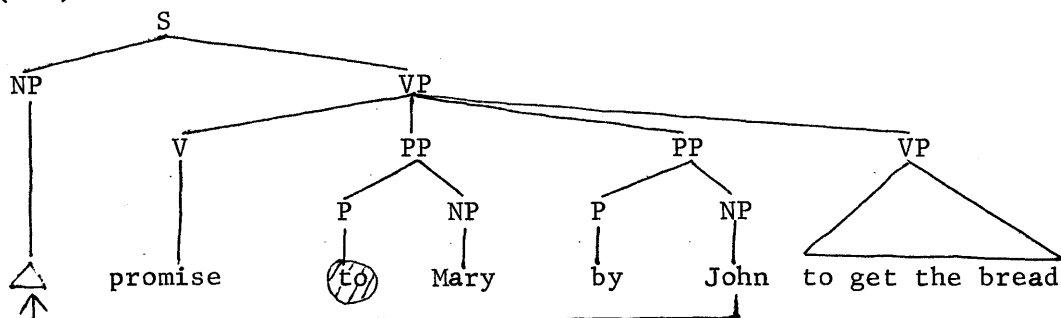 S
NP VP
V PP PP VP
P NP P NP
promise to Mary by John to get the bread